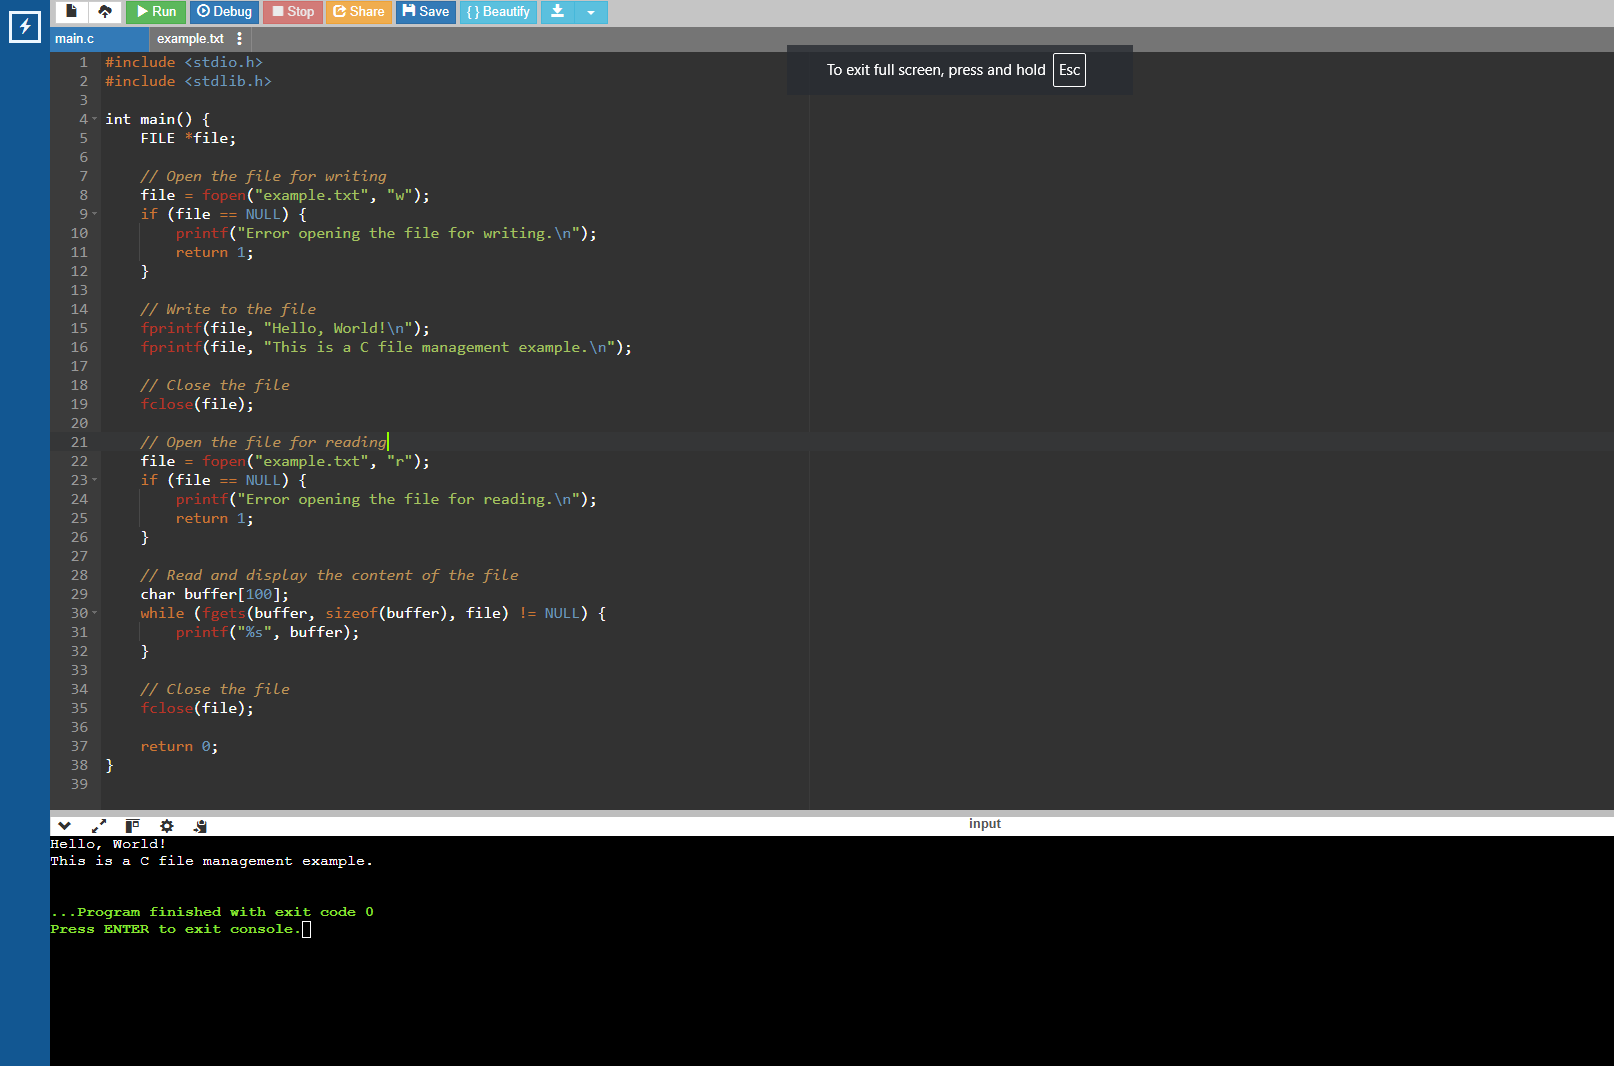 Run Debug Stop Share Save { } Beautify
main.c example.txt
To exit full screen, press and hold Esc
1 #include <stdio.h>
2 #include <stdlib.h>
3
4 int main() {
5     FILE *file;
6
7     // Open the file for writing
8     file = fopen("example.txt", "w");
9     if (file == NULL) {
10         printf("Error opening the file for writing.\n");
11         return 1;
12     }
13
14     // Write to the file
15     fprintf(file, "Hello, World!\n");
16     fprintf(file, "This is a C file management example.\n");
17
18     // Close the file
19     fclose(file);
20
21     // Open the file for reading
22     file = fopen("example.txt", "r");
23     if (file == NULL) {
24         printf("Error opening the file for reading.\n");
25         return 1;
26     }
27
28     // Read and display the content of the file
29     char buffer[100];
30     while (fgets(buffer, sizeof(buffer), file) != NULL) {
31         printf("%s", buffer);
32     }
33
34     // Close the file
35     fclose(file);
36
37     return 0;
38 }
39
input
Hello, World!
This is a C file management example.
...Program finished with exit code 0
Press ENTER to exit console.